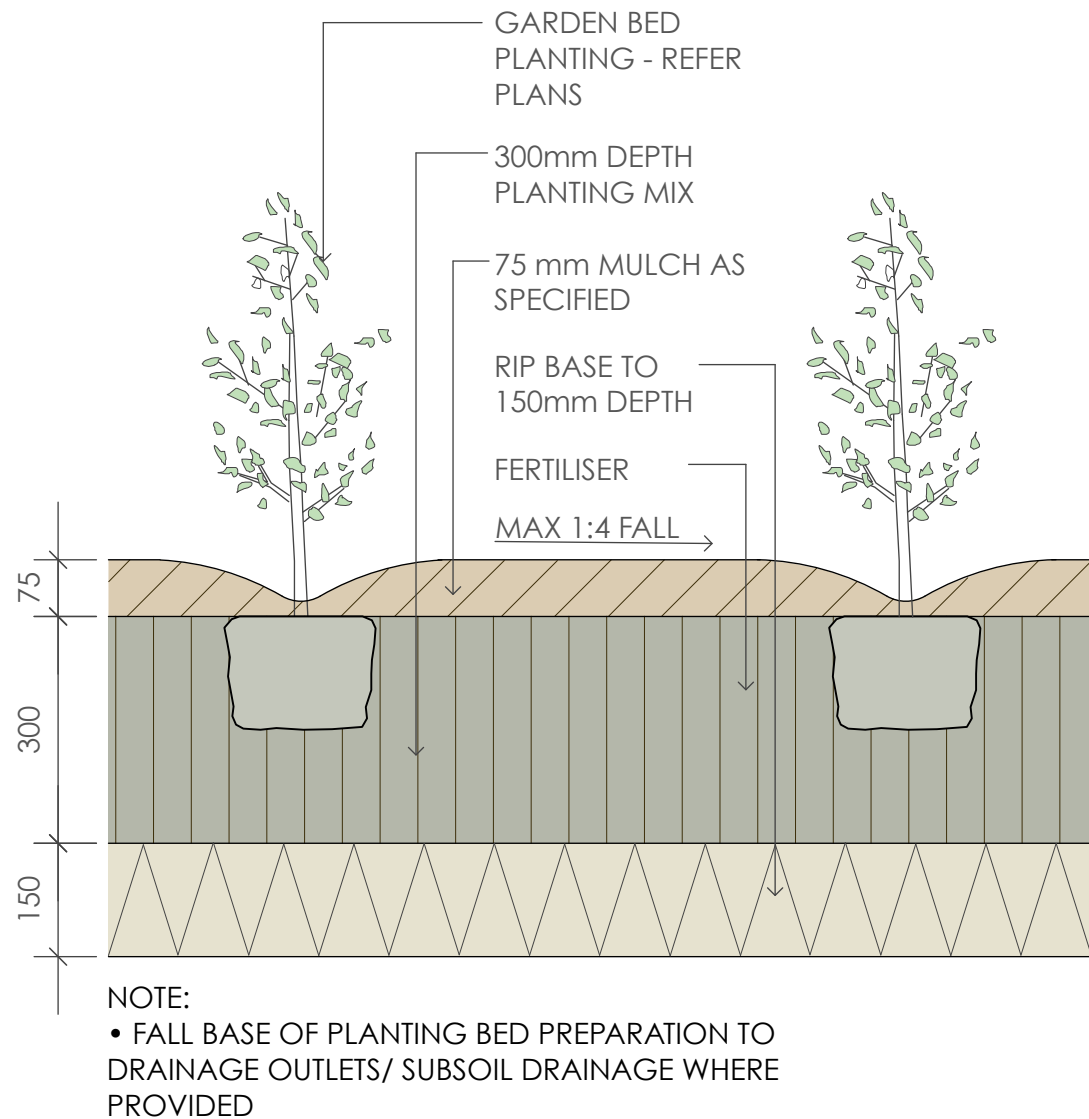 GARDEN BED
PLANTING - REFER
PLANS
300mm DEPTH
PLANTING MIX
75 mm MULCH AS
SPECIFIED
RIP BASE TO
150mm DEPTH
FERTILISER
MAX 1:4 FALL
75
300
150
NOTE:
• FALL BASE OF PLANTING BED PREPARATION TO
DRAINAGE OUTLETS/ SUBSOIL DRAINAGE WHERE
PROVIDED